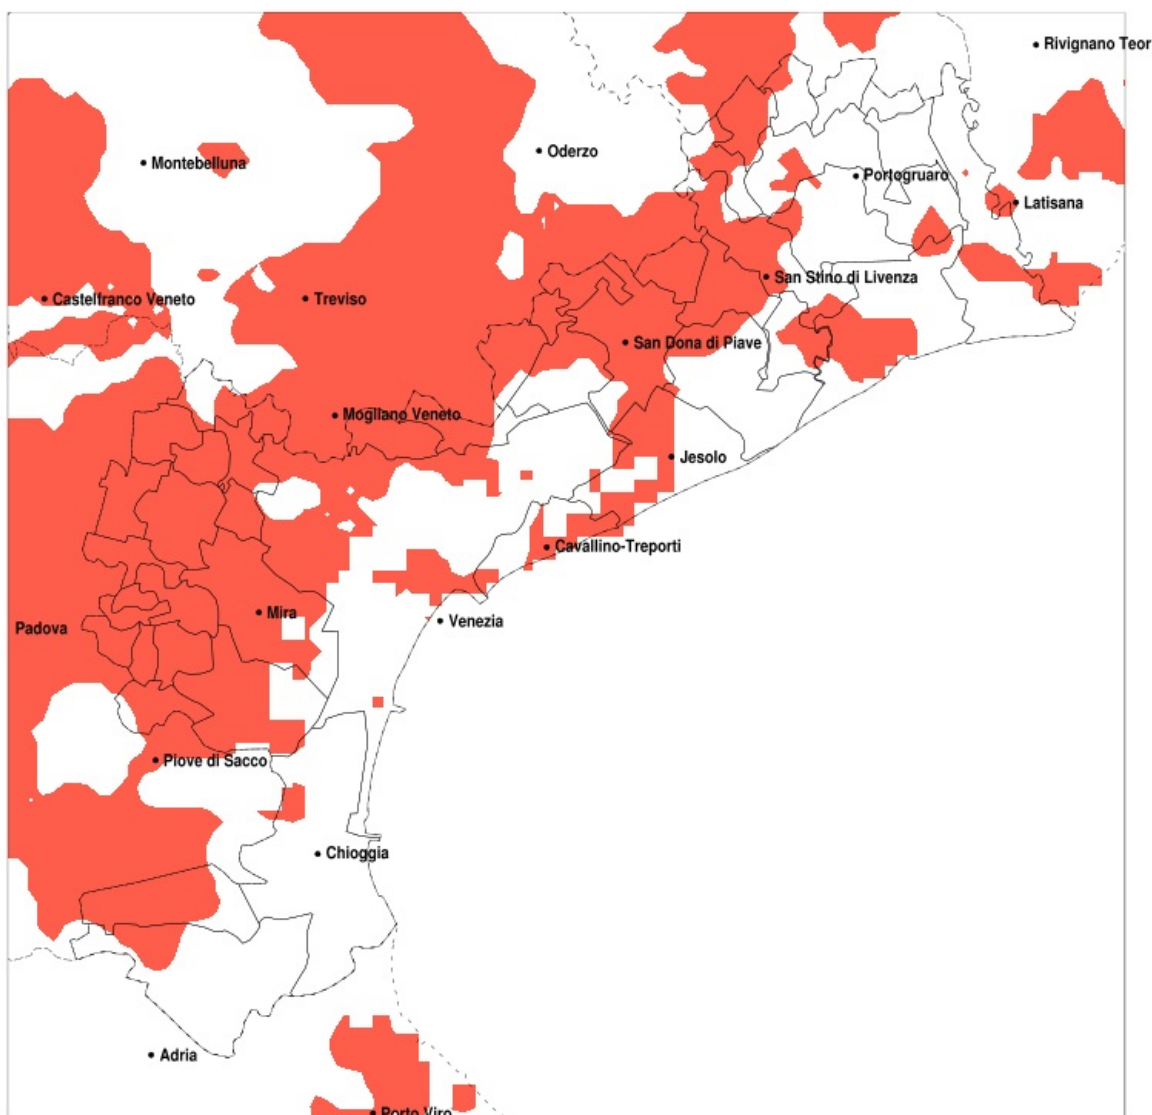 Rivignano Teor
Oderzo
Montebelluna
Portogruaro
Latisana
San Stino di Livenza
Castelfranco Veneto
Treviso
San Dona di Piave
Mogliano Veneto
Jesolo
Cavallino-Treporti
Mira
Venezia
Padova
Piove di Sacco
Chioggia
Adria
Porto Viro